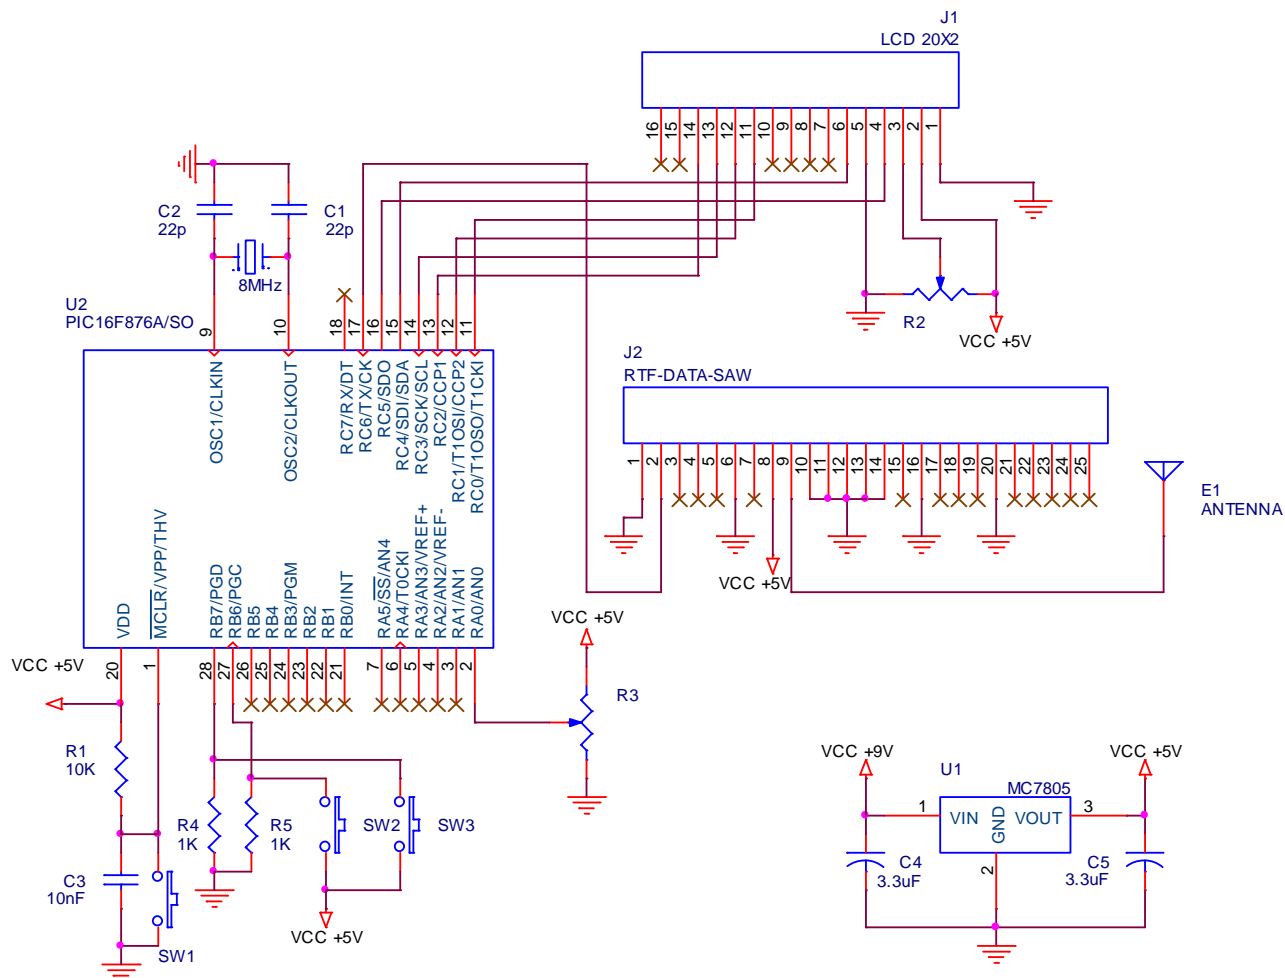 J1
LCD 20X2
16
15
14
13
12
11
10
9
8
7
6
5
4
3
2
1
C2
22p
C1
22p
8MHz
R2
VCC +5V
U2
PIC16F876A/SO
9
10
18
17
16
15
14
13
12
11
OSC1/CLKIN
OSC2/CLKOUT
RC7/RX/DT
RC6/TX/CK
RC5/SDO
RC4/SDI/SDA
RC3/SCK/SCL
RC2/CCP1
RC1/T1OSI/CCP2
RC0/T1OSO/T1CKI
J2
RTF-DATA-SAW
1
2
3
4
5
6
7
8
9
10
11
12
13
14
15
16
17
18
19
20
21
22
23
24
25
E1
ANTENNA
VCC +5V
VDD
MCLR/VPP/THV
RB7/PGD
RB6/PGC
RB5
RB4
RB3/PGM
RB2
RB1
RB0/INT
RA5/SS/AN4
RA4/T0CKI
RA3/AN3/VREF+
RA2/AN2/VREF-
RA1/AN1
RA0/AN0
20
1
28
27
26
25
24
23
22
21
7
6
5
4
3
2
VCC +5V
VCC +5V
R3
R1
10K
R4
1K
R5
1K
SW2
SW3
C3
10nF
SW1
VCC +5V
VCC +9V
VCC +5V
U1
MC7805
1
VIN
GND
VOUT
3
2
C4
3.3uF
C5
3.3uF